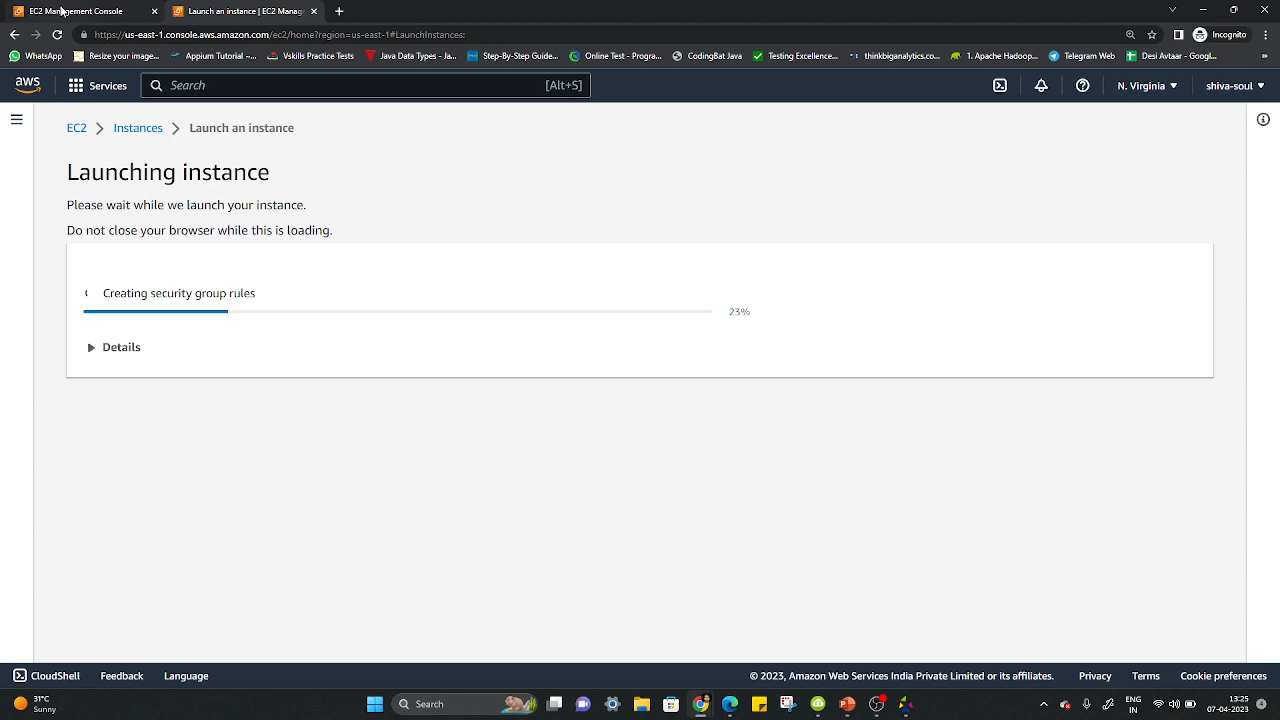 EC2 Management Console
Launch an instance | EC2 Manag
https://us-east-1.console.aws.amazon.com/ec2/home?region=us-east-1#LaunchInstances:
Incognito
WhatsApp
Resize your image...
Appium Tutorial -...
Vskills Practice Tests
Java Data Types - Ja...
Step-By-Step Guide...
Online Test - Progra...
CodingBat Java
Testing Excellence...
thinkbiganalytics.co...
1. Apache Hadoop...
Telegram Web
Desi Avtaar - Googl...
aws
Services
Search
[Alt+S]
N. Virginia
shiva-soul
EC2
Instances
Launch an instance
Launching instance
Please wait while we launch your instance.
Do not close your browser while this is loading.
Creating security group rules
23%
Details
CloudShell
Feedback
Language
© 2023, Amazon Web Services India Private Limited or its affiliates.
Privacy
Terms
Cookie preferences
31°C
Sunny
Search
ENG
IN
13:25
07-04-2023